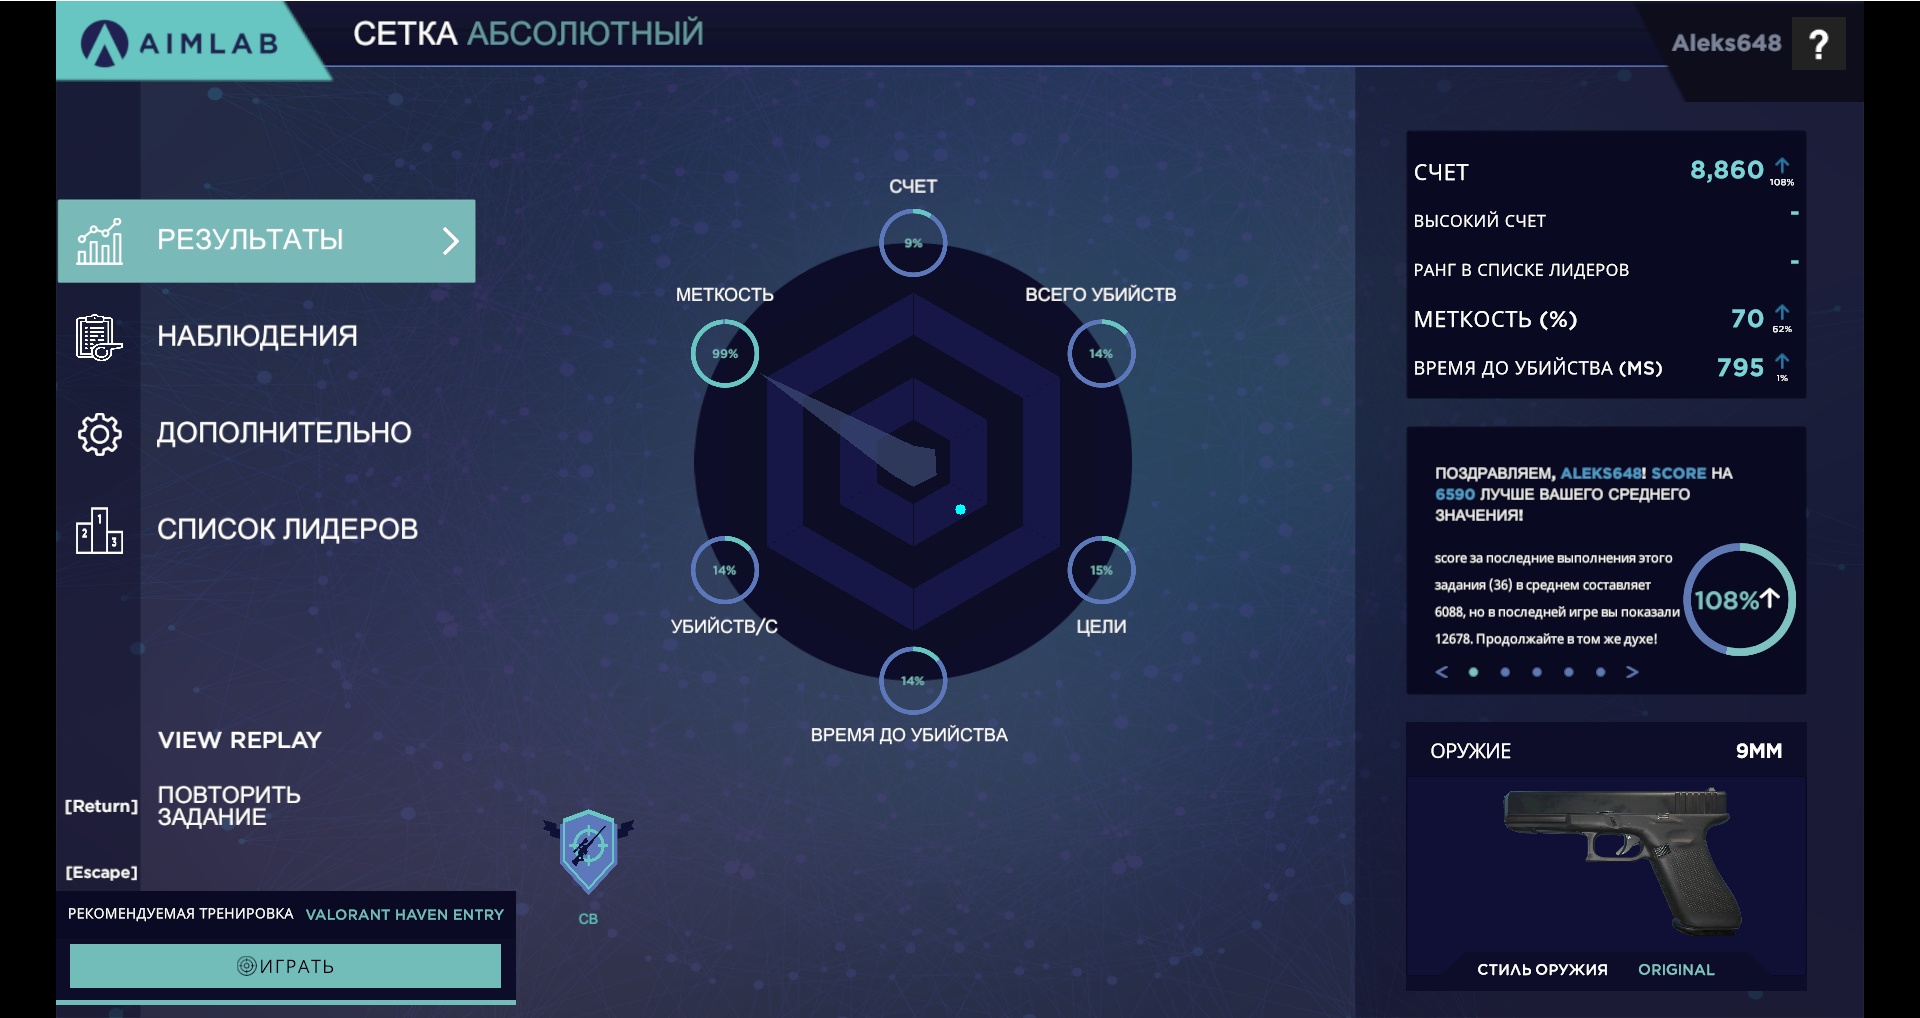 AIMLAB
СЕТКА АБСОЛЮТНЫЙ
Aleks648 ?
РЕЗУЛЬТАТЫ
НАБЛЮДЕНИЯ
ДОПОЛНИТЕЛЬНО
1
2
3
СПИСОК ЛИДЕРОВ
VIEW REPLAY
[Return] ПОВТОРИТЬ
ЗАДАНИЕ
[Escape]
РЕКОМЕНДУЕМАЯ ТРЕНИРОВКА VALORANT HAVEN ENTRY
ИГРАТЬ
СЧЕТ
9%
МЕТКОСТЬ
99%
ВСЕГО УБИЙСТВ
14%
14%
УБИЙСТВ/С
15%
ЦЕЛИ
14%
ВРЕМЯ ДО УБИЙСТВА
СВ
СЧЕТ 8,860 108%
ВЫСОКИЙ СЧЕТ -
РАНГ В СПИСКЕ ЛИДЕРОВ -
МЕТКОСТЬ (%) 70 62%
ВРЕМЯ ДО УБИЙСТВА (MS) 795 1%
ПОЗДРАВЛЯЕМ, ALEKS648! SCORE НА
6590 ЛУЧШЕ ВАШЕГО СРЕДНЕГО
ЗНАЧЕНИЯ!
score за последние выполнения этого
задания (36) в среднем составляет
6088, но в последней игре вы показали
12678. Продолжайте в том же духе!
108%
< >
ОРУЖИЕ 9MM
СТИЛЬ ОРУЖИЯ ORIGINAL